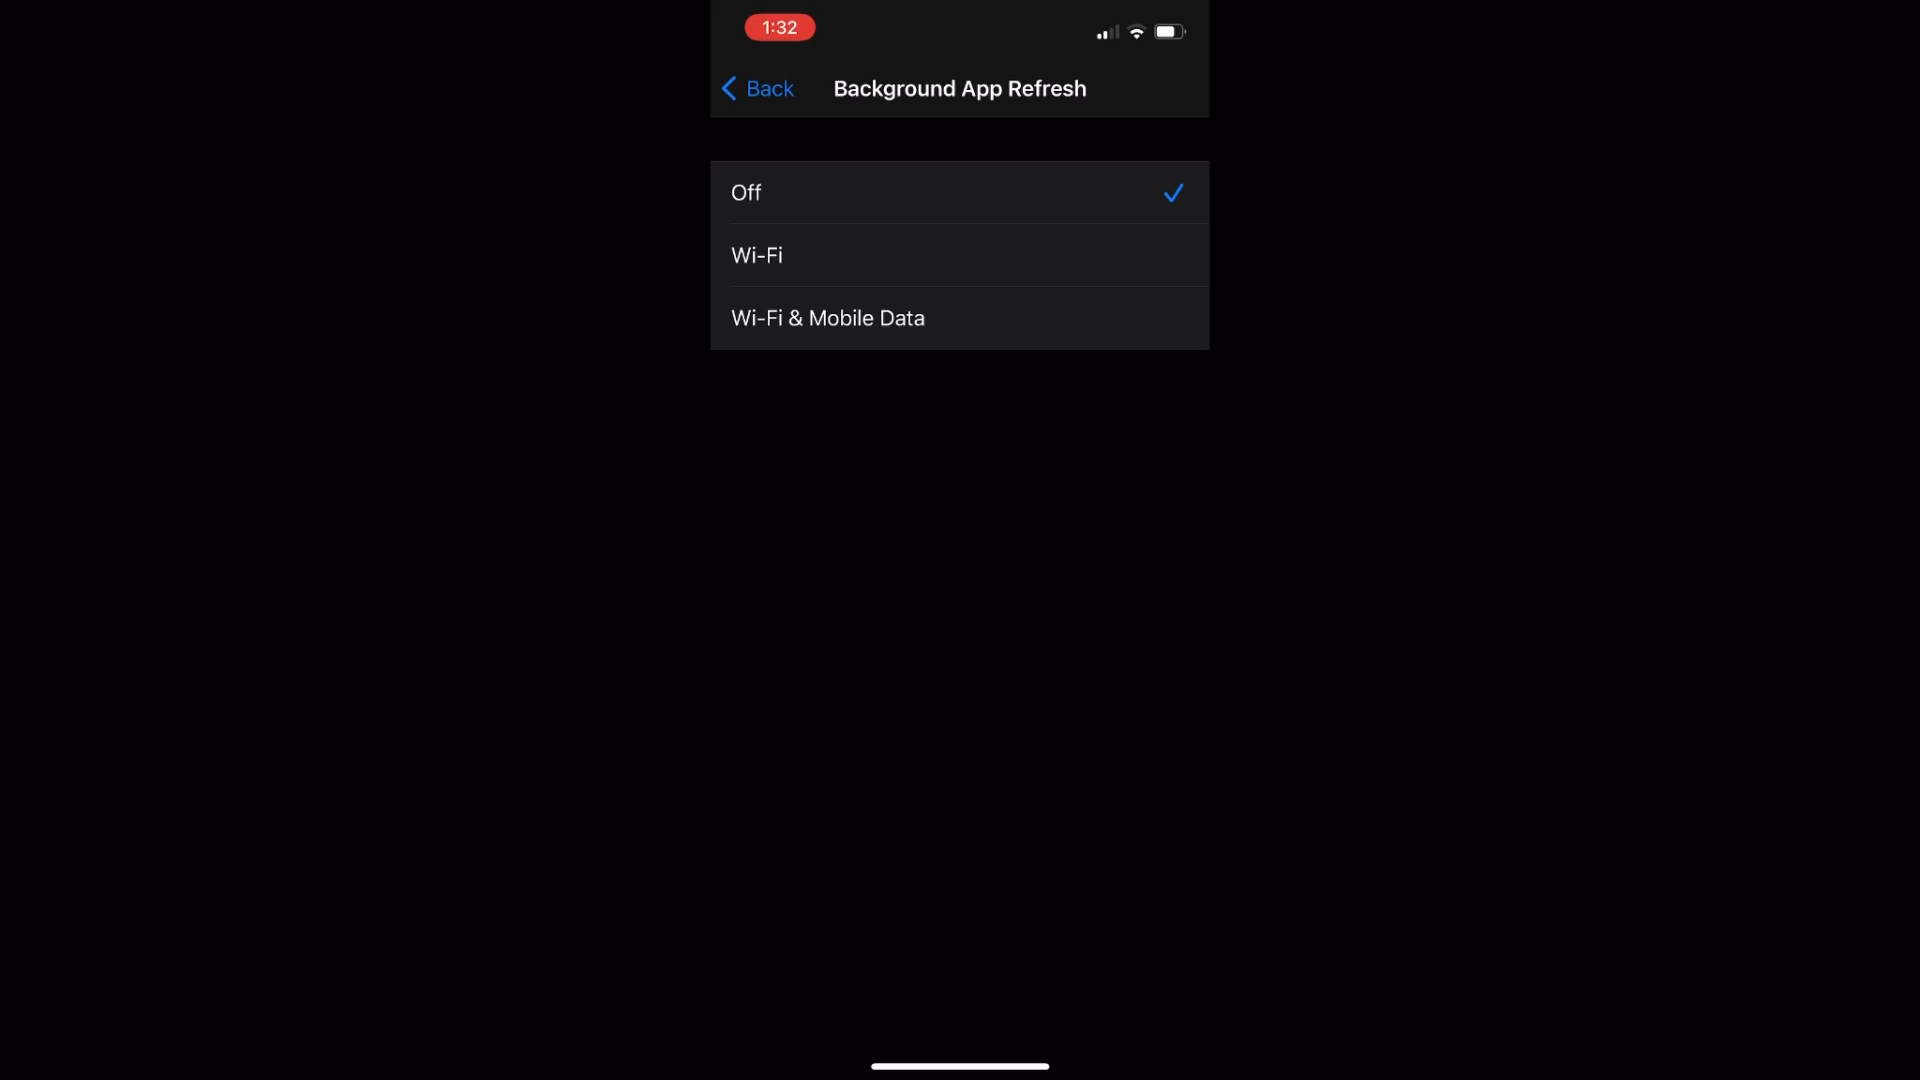 1:32
Back
Background App Refresh
Off
Wi-Fi
Wi-Fi & Mobile Data